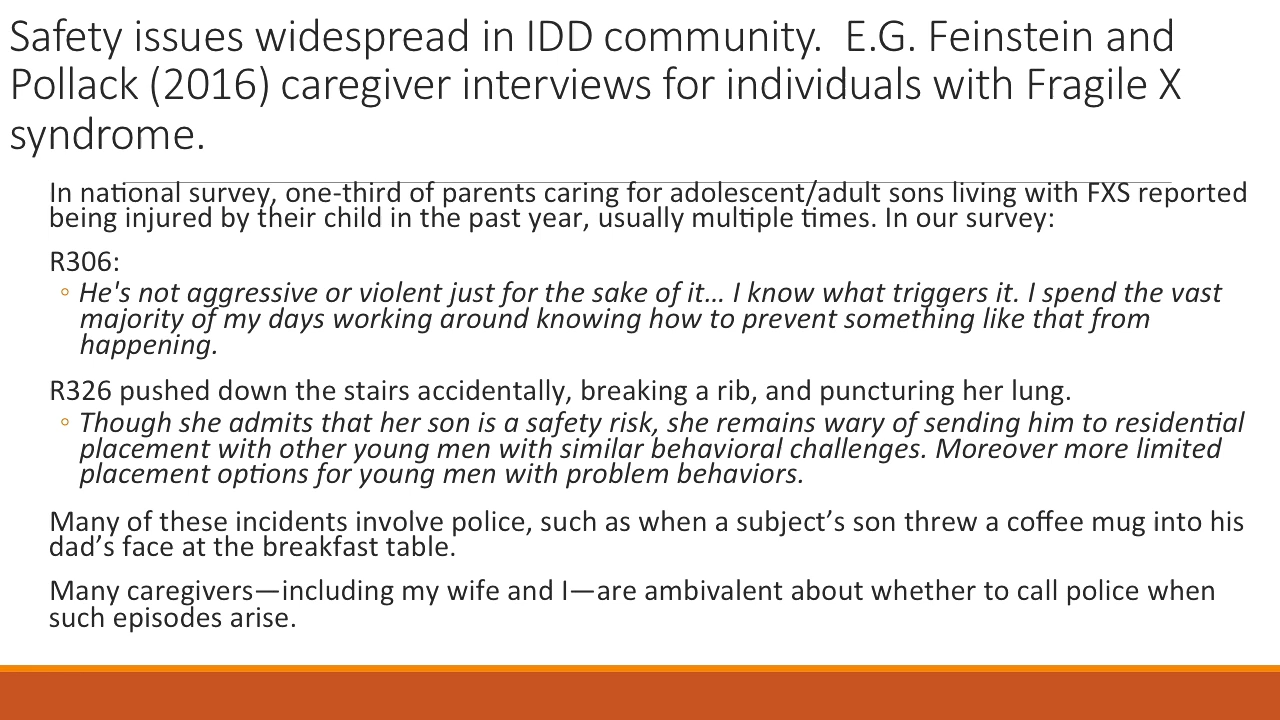 Safety issues widespread in IDD community.  E.G. Feinstein and
Pollack (2016) caregiver interviews for individuals with Fragile X
syndrome.
In national survey, one-third of parents caring for adolescent/adult sons living with FXS reported
being injured by their child in the past year, usually multiple times. In our survey:
R306:
◦ He's not aggressive or violent just for the sake of it… I know what triggers it. I spend the vast
majority of my days working around knowing how to prevent something like that from
happening.
R326 pushed down the stairs accidentally, breaking a rib, and puncturing her lung.
◦ Though she admits that her son is a safety risk, she remains wary of sending him to residential
placement with other young men with similar behavioral challenges. Moreover more limited
placement options for young men with problem behaviors.
Many of these incidents involve police, such as when a subject’s son threw a coffee mug into his
dad’s face at the breakfast table.
Many caregivers—including my wife and I—are ambivalent about whether to call police when
such episodes arise.